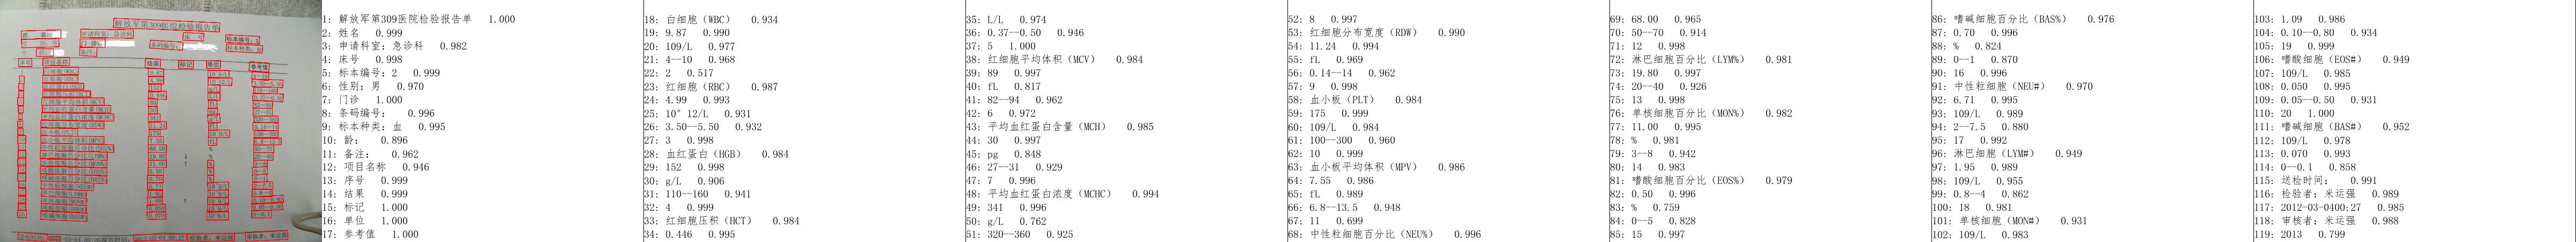 1: 解放军第309医院检验报告单 1.000
2: 姓名 0.999
3: 申请科室: 急诊科 0.982
4: 床号 0.998
5: 标本编号: 2 0.999
6: 性别: 男 0.970
7: 门诊 1.000
8: 条码编号: 0.996
9: 标本种类: 血 0.995
10: 龄: 0.896
11: 备注: 0.962
12: 项目名称 0.946
13: 序号 0.999
14: 结果 0.999
15: 标记 1.000
16: 单位 1.000
17: 参考值 1.000
18: 白细胞 (WBC) 0.934
19: 9.87 0.990
20: 109/L 0.977
21: 4--10 0.968
22: 2 0.517
23: 红细胞 (RBC) 0.987
24: 4.99 0.993
25: 10°12/L 0.931
26: 3.50--5.50 0.932
27: 3 0.998
28: 血红蛋白 (HGB) 0.984
29: 152 0.998
30: g/L 0.906
31: 110--160 0.941
32: 4 0.999
33: 红细胞压积 (HCT) 0.984
34: 0.446 0.995
35: L/L 0.974
36: 0.37--0.50 0.946
37: 5 1.000
38: 红细胞平均体积 (MCV) 0.984
39: 89 0.997
40: fL 0.817
41: 82--94 0.962
42: 6 0.972
43: 平均血红蛋白含量 (MCH) 0.985
44: 30 0.997
45: pg 0.848
46: 27--31 0.929
47: 7 0.996
48: 平均血红蛋白浓度 (MCHC) 0.994
49: 341 0.996
50: g/L 0.762
51: 320--360 0.925
52: 8 0.997
53: 红细胞分布宽度 (RDW) 0.990
54: 11.24 0.994
55: fL 0.969
56: 0.14--14 0.962
57: 9 0.998
58: 血小板 (PLT) 0.984
59: 175 0.999
60: 109/L 0.984
61: 100--300 0.960
62: 10 0.999
63: 血小板平均体积 (MPV) 0.986
64: 7.55 0.986
65: fL 0.989
66: 6.8--13.5 0.948
67: 11 0.699
68: 中性粒细胞百分比 (NEU%) 0.996
69: 68.00 0.965
70: 50--70 0.914
71: 12 0.998
72: 淋巴细胞百分比 (LYM%) 0.981
73: 19.80 0.997
74: 20--40 0.926
75: 13 0.998
76: 单核细胞百分比 (MON%) 0.982
77: 11.00 0.995
78: % 0.981
79: 3--8 0.942
80: 14 0.983
81: 嗜酸细胞百分比 (EOS%) 0.979
82: 0.50 0.996
83: % 0.759
84: 0--5 0.828
85: 15 0.997
86: 嗜碱细胞百分比 (BAS%) 0.976
87: 0.70 0.996
88: % 0.824
89: 0--1 0.870
90: 16 0.996
91: 中性粒细胞 (NEU#) 0.970
92: 6.71 0.995
93: 109/L 0.989
94: 2--7.5 0.880
95: 17 0.992
96: 淋巴细胞 (LYM#) 0.949
97: 1.95 0.989
98: 109/L 0.955
99: 0.8--4 0.862
100: 18 0.981
101: 单核细胞 (MON#) 0.931
102: 109/L 0.983
103: 1.09 0.986
104: 0.10--0.80 0.934
105: 19 0.999
106: 嗜酸细胞 (EOS#) 0.949
107: 109/L 0.985
108: 0.050 0.995
109: 0.05--0.50 0.931
110: 20 1.000
111: 嗜碱细胞 (BAS#) 0.952
112: 109/L 0.978
113: 0.070 0.993
114: 0--0.1 0.858
115: 送检时间: 0.991
116: 检验者: 米运强 0.989
117: 2012-03-0400:27 0.985
118: 审核者: 米运强 0.988
119: 2013 0.799